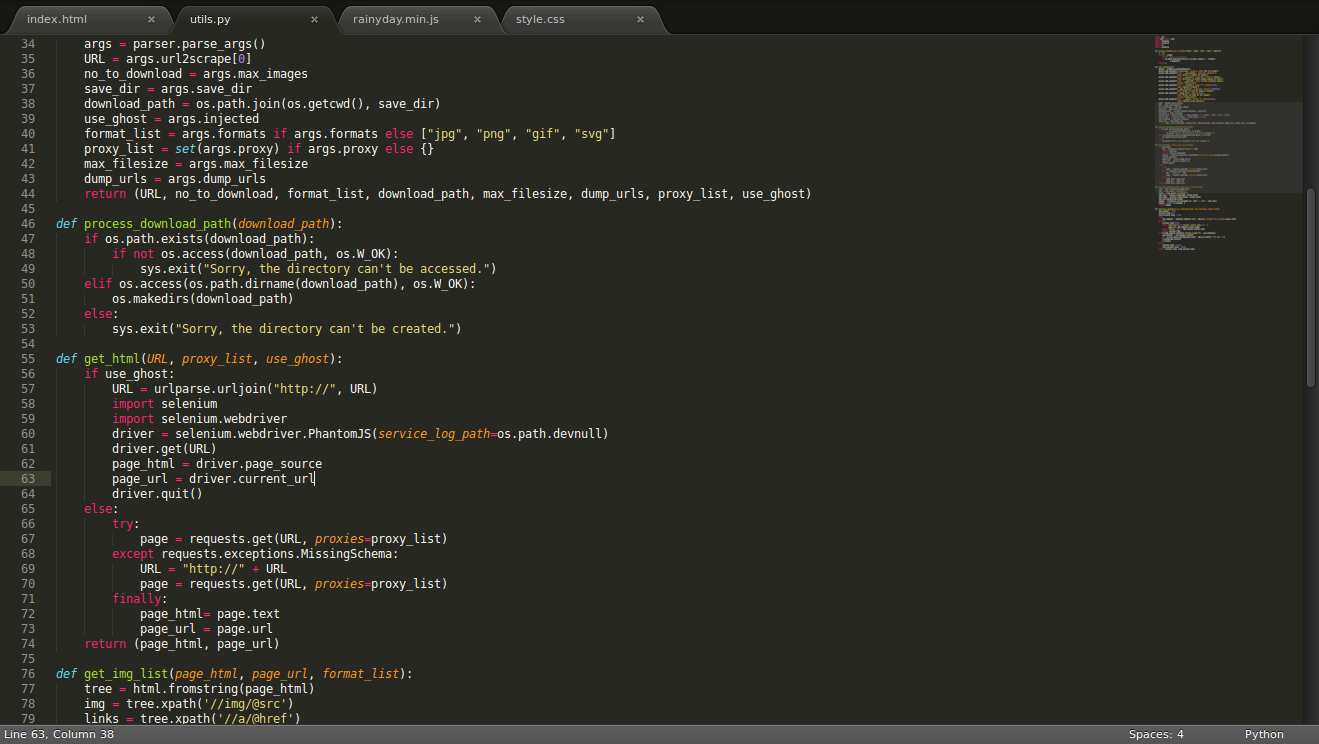 index.html × utils.py × rainyday.min.js × style.css ×
34     args = parser.parse_args()
35     URL = args.url2scrape[0]
36     no_to_download = args.max_images
37     save_dir = args.save_dir
38     download_path = os.path.join(os.getcwd(), save_dir)
39     use_ghost = args.injected
40     format_list = args.formats if args.formats else ["jpg", "png", "gif", "svg"]
41     proxy_list = set(args.proxy) if args.proxy else {}
42     max_filesize = args.max_filesize
43     dump_urls = args.dump_urls
44     return (URL, no_to_download, format_list, download_path, max_filesize, dump_urls, proxy_list, use_ghost)
45
46 def process_download_path(download_path):
47     if os.path.exists(download_path):
48         if not os.access(download_path, os.W_OK):
49             sys.exit("Sorry, the directory can't be accessed.")
50     elif os.access(os.path.dirname(download_path), os.W_OK):
51         os.makedirs(download_path)
52     else:
53         sys.exit("Sorry, the directory can't be created.")
54
55 def get_html(URL, proxy_list, use_ghost):
56     if use_ghost:
57         URL = urlparse.urljoin("http://", URL)
58         import selenium
59         import selenium.webdriver
60         driver = selenium.webdriver.PhantomJS(service_log_path=os.path.devnull)
61         driver.get(URL)
62         page_html = driver.page_source
63         page_url = driver.current_url
64         driver.quit()
65     else:
66         try:
67             page = requests.get(URL, proxies=proxy_list)
68         except requests.exceptions.MissingSchema:
69             URL = "http://" + URL
70             page = requests.get(URL, proxies=proxy_list)
71         finally:
72             page_html= page.text
73             page_url = page.url
74     return (page_html, page_url)
75
76 def get_img_list(page_html, page_url, format_list):
77     tree = html.fromstring(page_html)
78     img = tree.xpath('//img/@src')
79     links = tree.xpath('//a/@href')
Line 63, Column 38 Spaces: 4 Python